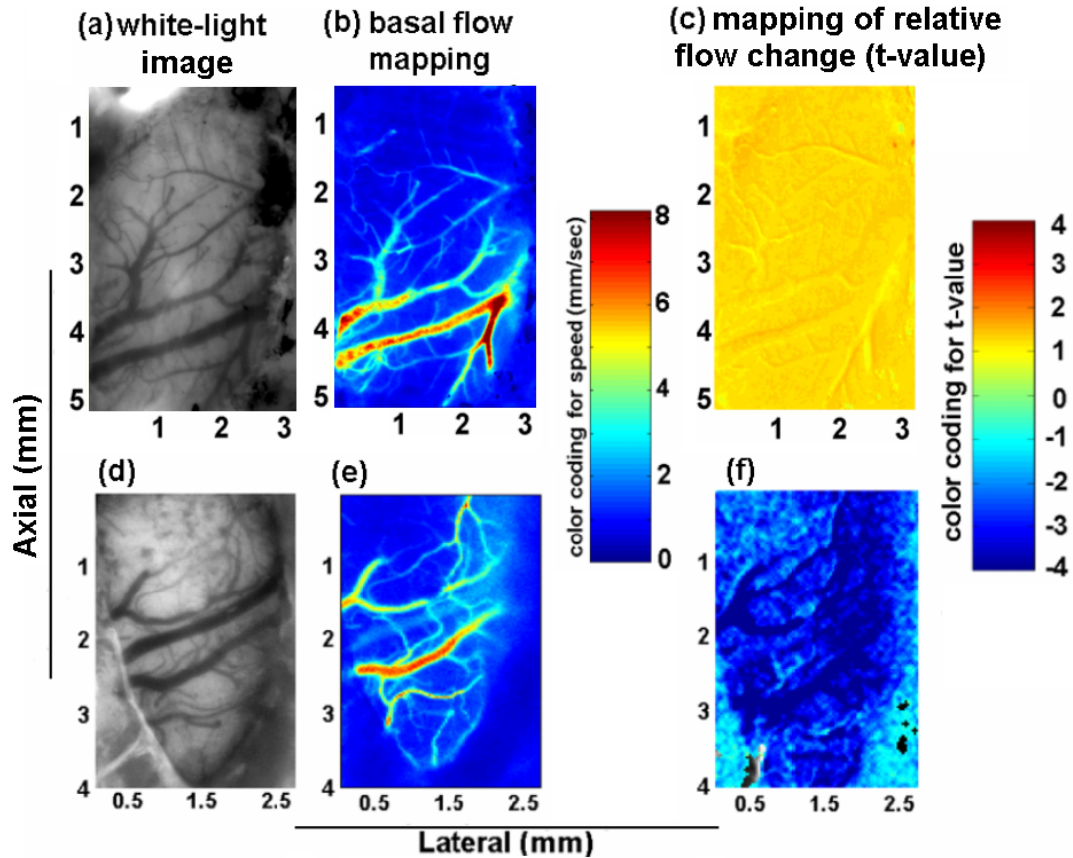 (a) white-light
image
(b) basal flow
mapping
(c) mapping of relative
flow change (t-value)
1
2
3
4
5
1 2 3
1
2
3
4
5
1 2 3
color coding for speed (mm/sec)
8
6
4
2
0
1
2
3
4
5
1 2 3
color coding for t-value
4
3
2
1
0
-1
-2
-3
-4
Axial (mm)
(d)
1
2
3
4
0.5 1.5 2.5
(e)
1
2
3
4
0.5 1.5 2.5
(f)
1
2
3
4
0.5 1.5 2.5
Lateral (mm)